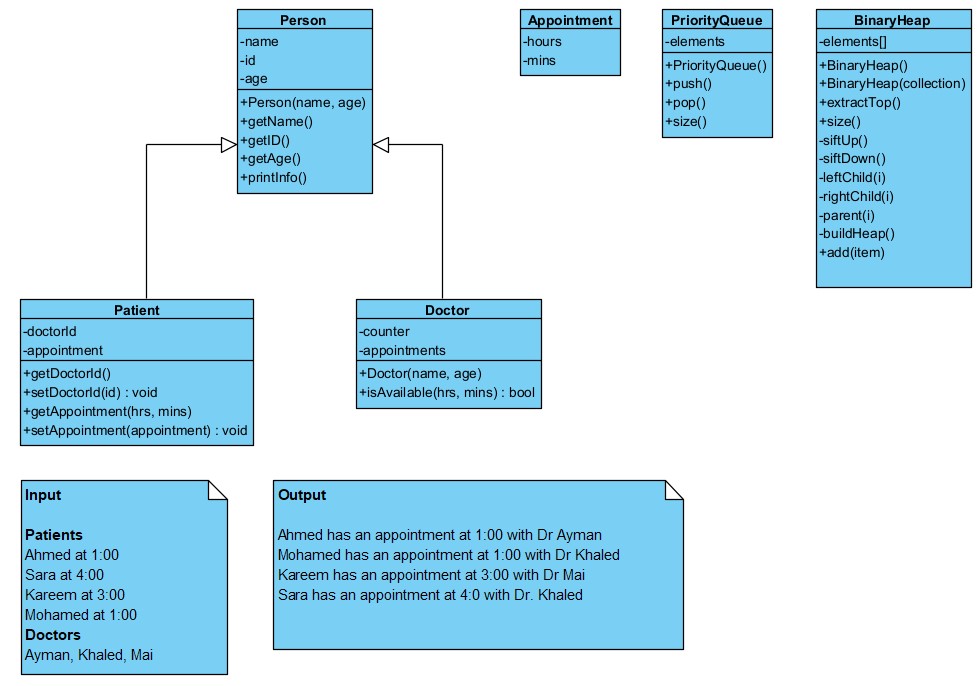 Person
-name
-id
-age
+Person(name, age)
+getName()
+getID()
+getAge()
+printInfo()
Appointment
-hours
-mins
PriorityQueue
-elements
+PriorityQueue()
+push()
+pop()
+size()
BinaryHeap
-elements[]
+BinaryHeap()
+BinaryHeap(collection)
+extractTop()
+size()
-siftUp()
-siftDown()
-leftChild(i)
-rightChild(i)
-parent(i)
-buildHeap()
+add(item)
Patient
-doctorId
-appointment
+getDoctorId()
+setDoctorId(id) : void
+getAppointment(hrs, mins)
+setAppointment(appointment) : void
Doctor
-counter
-appointments
+Doctor(name, age)
+isAvailable(hrs, mins) : bool
Input
Patients
Ahmed at 1:00
Sara at 4:00
Kareem at 3:00
Mohamed at 1:00
Doctors
Ayman, Khaled, Mai
Output
Ahmed has an appointment at 1:00 with Dr Ayman
Mohamed has an appointment at 1:00 with Dr Khaled
Kareem has an appointment at 3:00 with Dr Mai
Sara has an appointment at 4:0 with Dr. Khaled